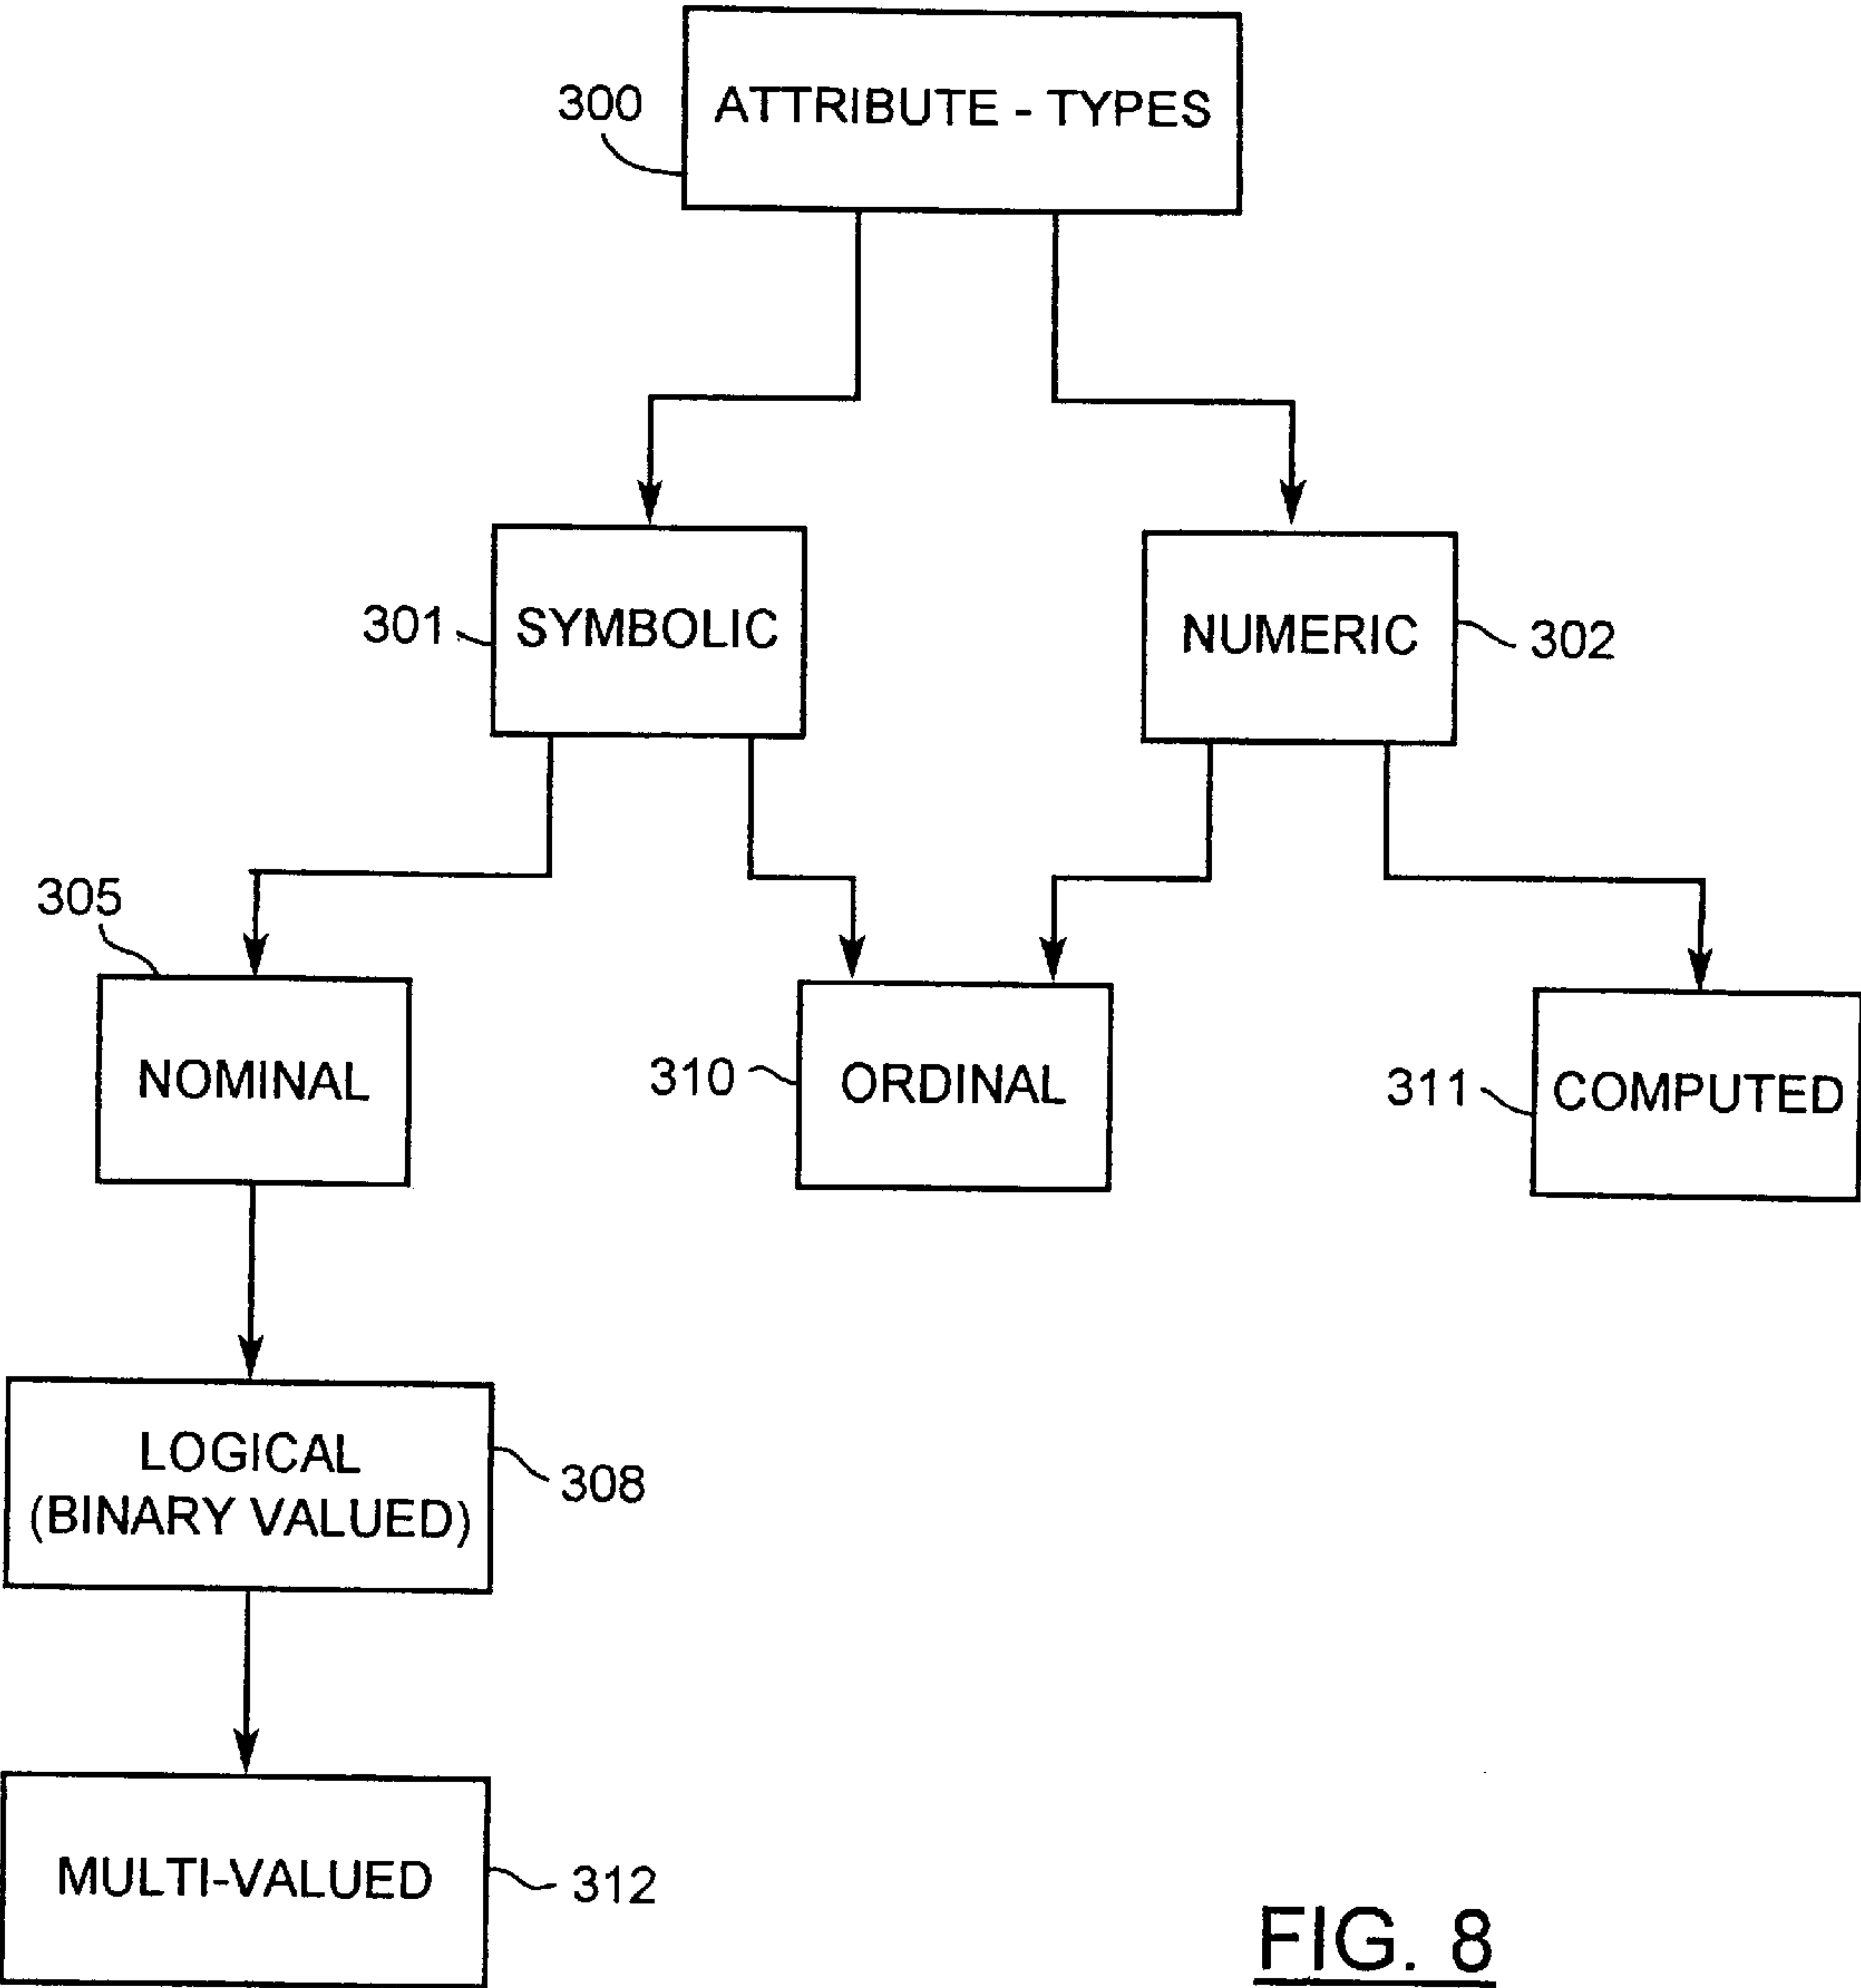 300
ATTRIBUTE - TYPES
301
SYMBOLIC
NUMERIC
302
305
NOMINAL
310
ORDINAL
311
COMPUTED
LOGICAL
(BINARY VALUED)
308
MULTI-VALUED
312
FIG. 8